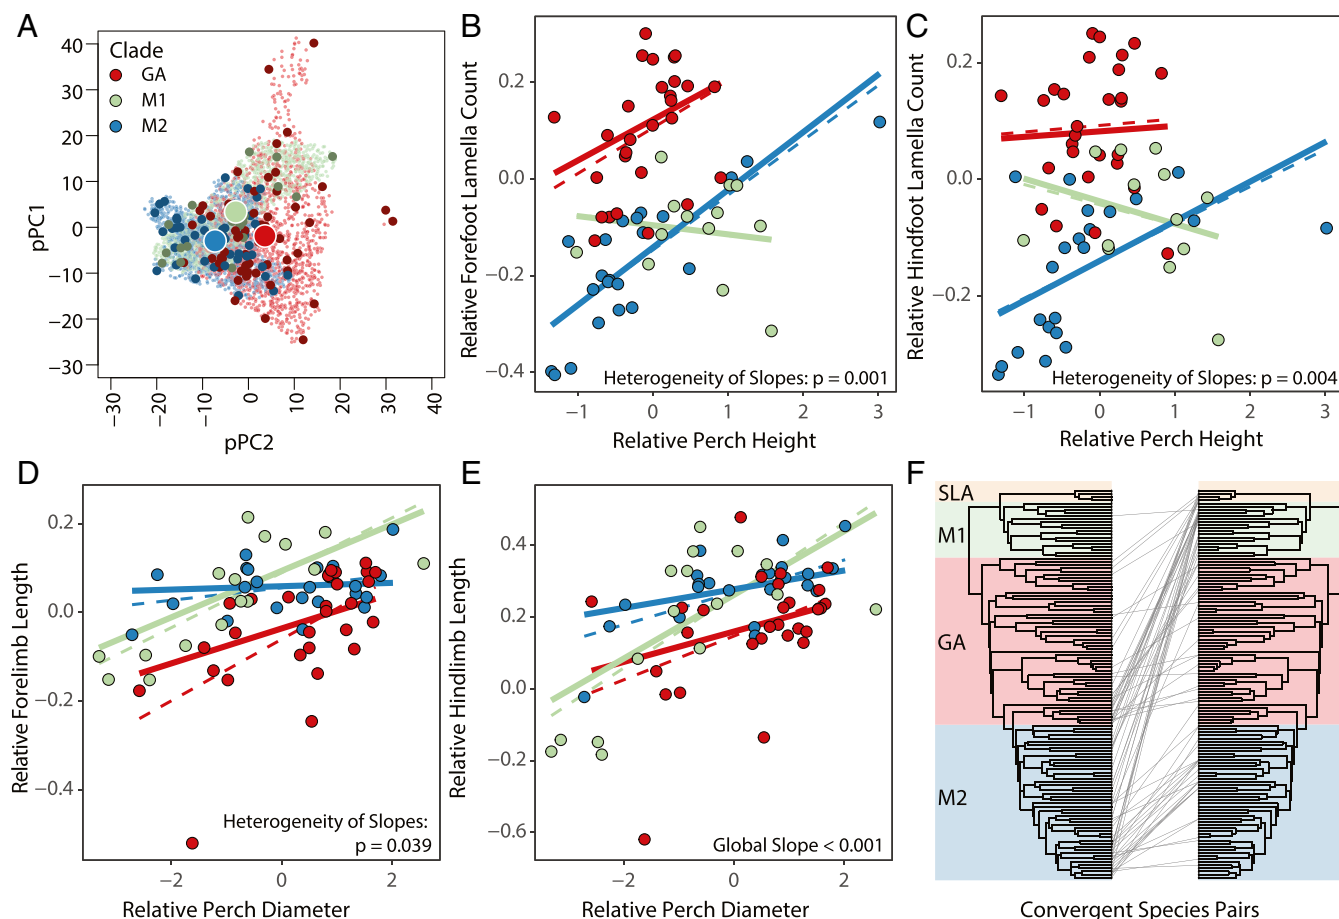 A
Clade
GA
M1
M2
40
30
20
10
0
−10
−20
−30
pPC1
−30
−20
−10
0
10
20
30
40
pPC2
B
Relative Forefoot Lamella Count
0.2
0.0
−0.2
−0.4
Heterogeneity of Slopes: p = 0.001
−1
0
1
2
3
Relative Perch Height
C
Relative Hindfoot Lamella Count
0.2
0.0
−0.2
Heterogeneity of Slopes: p = 0.004
−1
0
1
2
3
Relative Perch Height
D
Relative Forelimb Length
0.2
0.0
−0.2
−0.4
Heterogeneity of Slopes:
p = 0.039
−2
0
2
Relative Perch Diameter
E
Relative Hindlimb Length
0.4
0.2
0.0
−0.2
−0.4
−0.6
Global Slope < 0.001
−2
0
2
Relative Perch Diameter
F
SLA
M1
GA
M2
Convergent Species Pairs